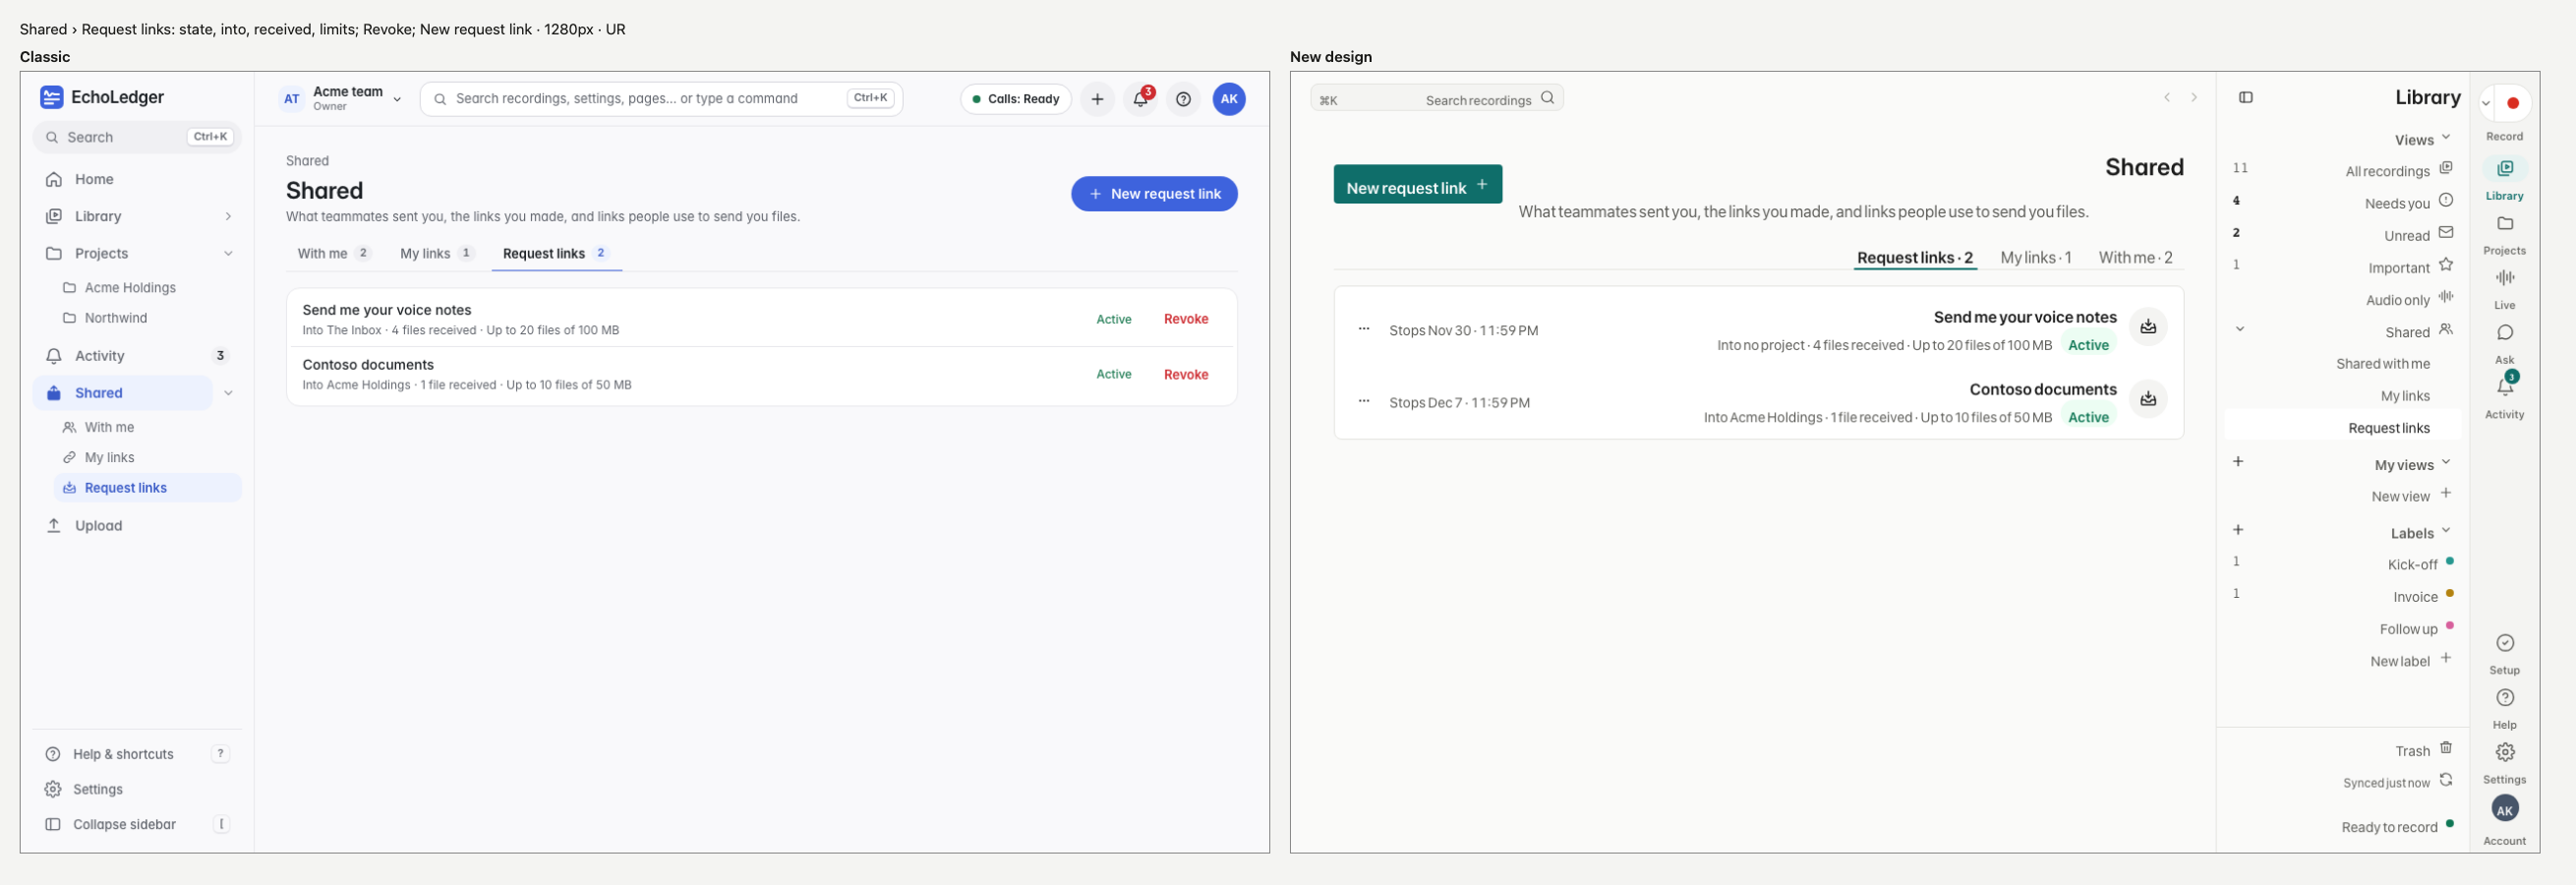 Shared › Request links: state, into, received, limits; Revoke; New request link · 1280px · UR
Classic
EchoLedger
Search Ctrl+K
Home
Library
Projects
Acme Holdings
Northwind
Activity 3
Shared
With me
My links
Request links
Upload
Help & shortcuts ?
Settings
Collapse sidebar [
AT Acme team
Owner
Search recordings, settings, pages... or type a command Ctrl+K
Calls: Ready
3
AK
Shared
Shared
What teammates sent you, the links you made, and links people use to send you files.
New request link
With me 2 My links 1 Request links 2
Send me your voice notes
Into The Inbox · 4 files received · Up to 20 files of 100 MB
Active Revoke
Contoso documents
Into Acme Holdings · 1 file received · Up to 10 files of 50 MB
Active Revoke
New design
⌘K Search recordings
Shared
New request link
What teammates sent you, the links you made, and links people use to send you files.
Request links · 2 My links · 1 With me · 2
Send me your voice notes
Into no project · 4 files received · Up to 20 files of 100 MB Active
Stops Nov 30 · 11:59 PM
Contoso documents
Into Acme Holdings · 1 file received · Up to 10 files of 50 MB Active
Stops Dec 7 · 11:59 PM
Library
Views
11 All recordings
4 Needs you
2 Unread
1 Important
Audio only
Shared
Shared with me
My links
Request links
My views
New view
Labels
1 Kick-off
1 Invoice
Follow up
New label
Trash
Synced just now
Ready to record
Record
Library
Projects
Live
Ask
3
Activity
Setup
Help
Settings
AK
Account